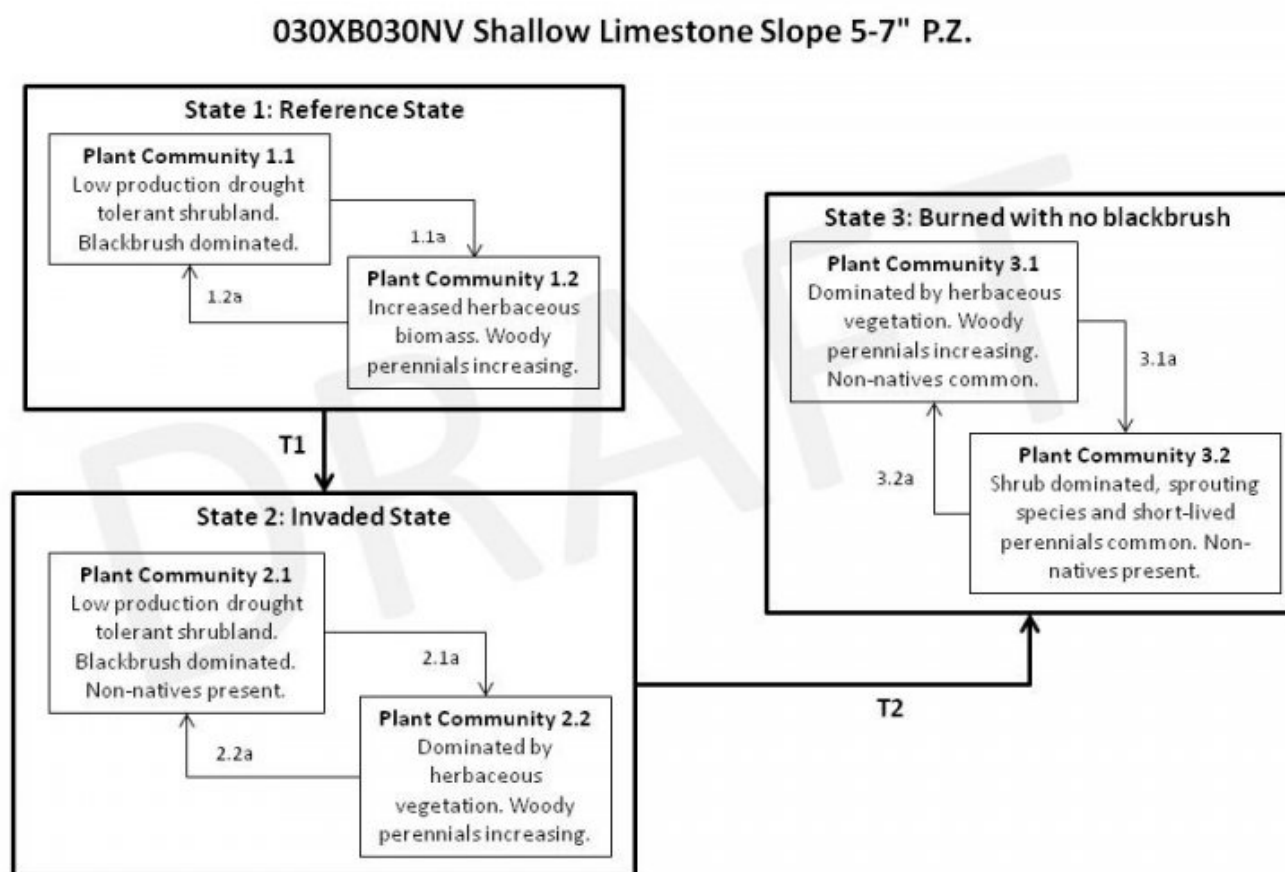 030XB030NV Shallow Limestone Slope 5-7" P.Z.
State 1: Reference State
Plant Community 1.1
Low production drought
tolerant shrubland.
Blackbrush dominated.
1.1a
1.2a
Plant Community 1.2
Increased herbaceous
biomass. Woody
perennials increasing.
T1
State 2: Invaded State
Plant Community 2.1
Low production drought
tolerant shrubland.
Blackbrush dominated.
Non-natives present.
2.1a
2.2a
Plant Community 2.2
Dominated by
herbaceous
vegetation. Woody
perennials increasing.
T2
State 3: Burned with no blackbrush
Plant Community 3.1
Dominated by herbaceous
vegetation. Woody
perennials increasing.
Non-natives common.
3.1a
3.2a
Plant Community 3.2
Shrub dominated, sprouting
species and short-lived
perennials common. Non-
natives present.
DRAFT